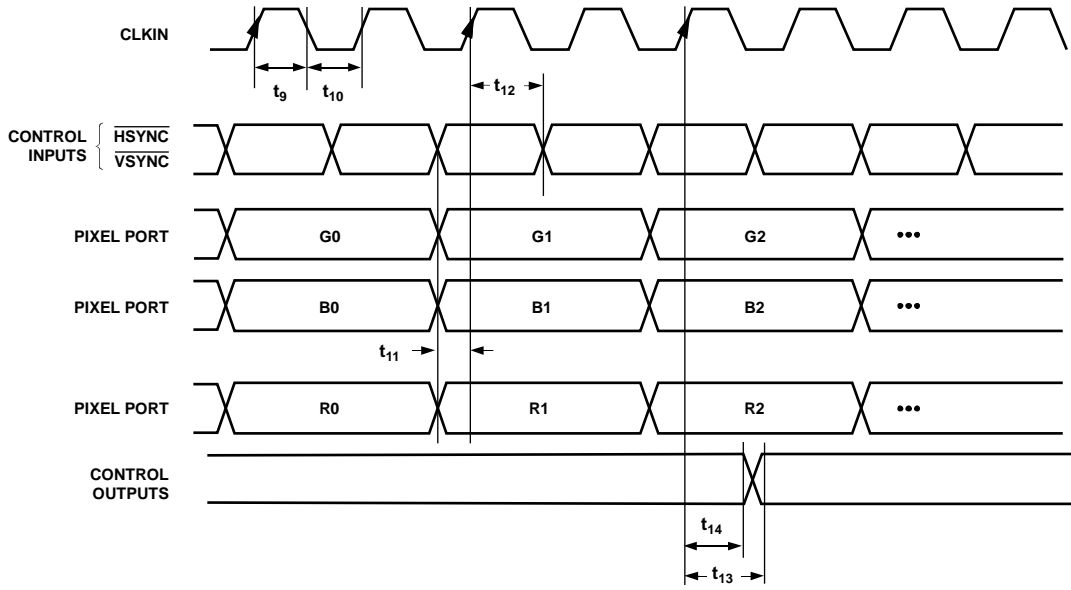 CLKIN
t9
t10
t12
CONTROL INPUTS
HSYNC
VSYNC
PIXEL PORT
G0
G1
G2
•••
PIXEL PORT
B0
B1
B2
•••
t11
PIXEL PORT
R0
R1
R2
•••
CONTROL
OUTPUTS
t14
t13